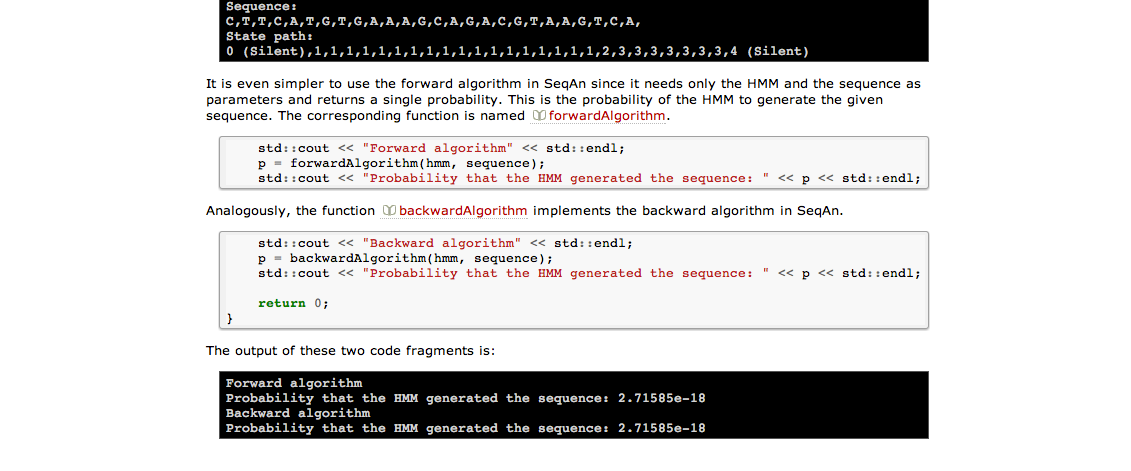 Sequence:
C,T,T,C,A,T,G,T,G,A,A,A,G,C,A,G,A,C,G,T,A,A,G,T,C,A,
State path:
0 (Silent),1,1,1,1,1,1,1,1,1,1,1,1,1,1,1,1,1,1,2,3,3,3,3,3,3,3,4 (Silent)
It is even simpler to use the forward algorithm in SeqAn since it needs only the HMM and the sequence as
parameters and returns a single probability. This is the probability of the HMM to generate the given
sequence. The corresponding function is named forwardAlgorithm.
std::cout << "Forward algorithm" << std::endl;
p = forwardAlgorithm(hmm, sequence);
std::cout << "Probability that the HMM generated the sequence: " << p << std::endl;
Analogously, the function backwardAlgorithm implements the backward algorithm in SeqAn.
std::cout << "Backward algorithm" << std::endl;
p = backwardAlgorithm(hmm, sequence);
std::cout << "Probability that the HMM generated the sequence: " << p << std::endl;
return 0;
}
The output of these two code fragments is:
Forward algorithm
Probability that the HMM generated the sequence: 2.71585e-18
Backward algorithm
Probability that the HMM generated the sequence: 2.71585e-18